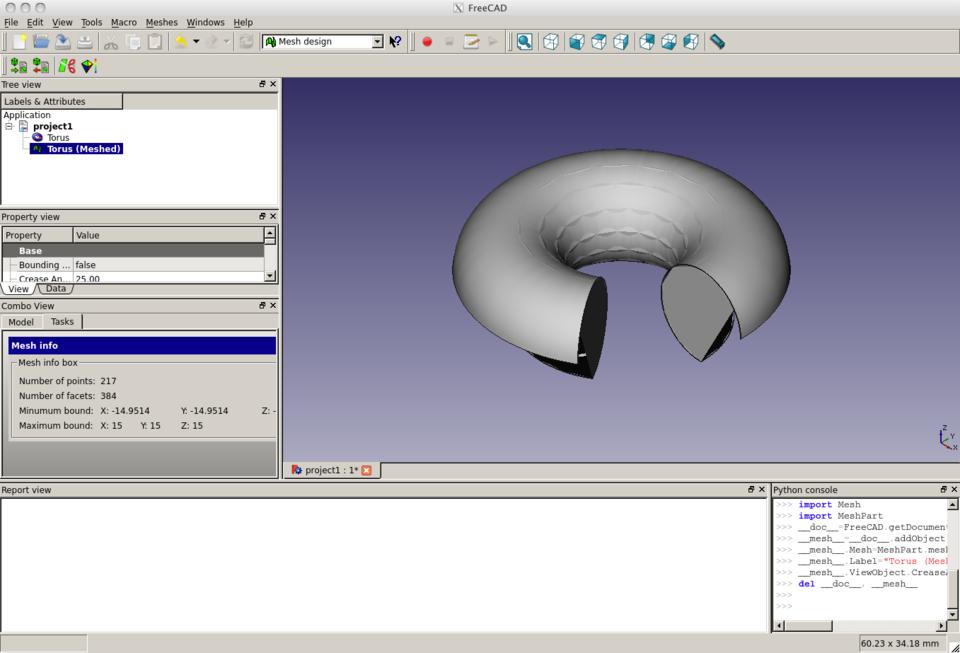 FreeCAD
File Edit View Tools Macro Meshes Windows Help
Mesh design
Tree view
Labels & Attributes
Application
project1
Torus
Torus (Meshed)
Property view
Property Value
Base
Bounding ... false
Crease An... 25.00
View Data
Combo View
Model Tasks
Mesh info
Mesh info box
Number of points: 217
Number of facets: 384
Minumum bound: X: -14.9514 Y: -14.9514 Z: -
Maximum bound: X: 15 Y: 15 Z: 15
Z
Y
X
project1 : 1*
Report view
Python console
>>> import Mesh
>>> import MeshPart
>>> __doc__=FreeCAD.getDocumen
>>> __mesh__=__doc__.addObject
>>> __mesh__.Mesh=MeshPart.mes
>>> __mesh__.Label="Torus (Mes
>>> __mesh__.ViewObject.Crease
>>> del __doc__, __mesh__
>>>
>>>
60.23 x 34.18 mm